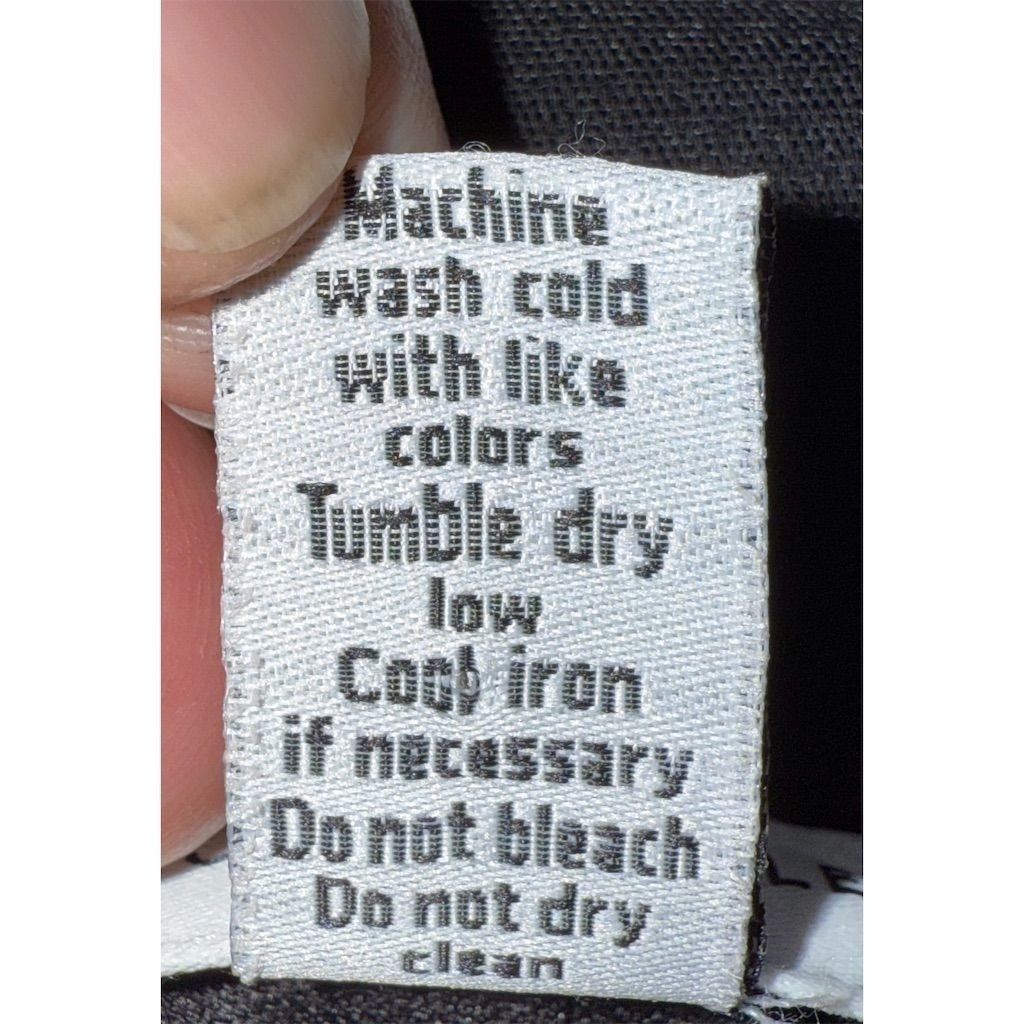 Machine
wash cold
with like
colors
Tumble dry
low
Cool iron
if necessary
Do not bleach
Do not dry
clean